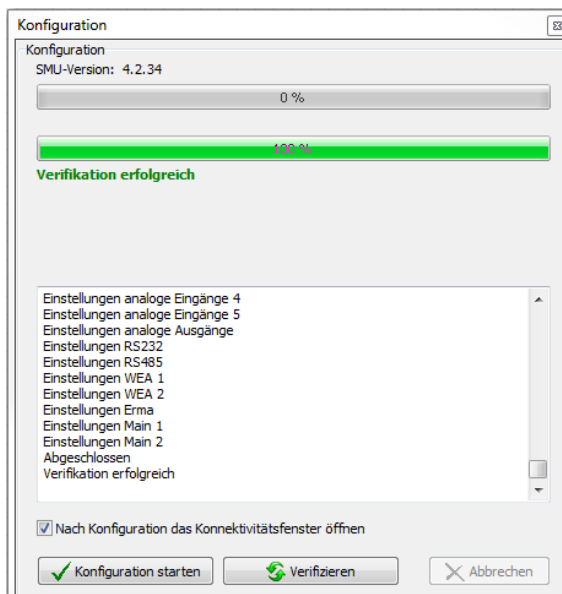 Konfiguration
Konfiguration
SMU-Version: 4.2.34
0 %
100 %
Verifikation erfolgreich
Einstellungen analoge Eingänge 4
Einstellungen analoge Eingänge 5
Einstellungen analoge Ausgänge
Einstellungen RS232
Einstellungen RS485
Einstellungen WEA 1
Einstellungen WEA 2
Einstellungen Erma
Einstellungen Main 1
Einstellungen Main 2
Abgeschlossen
Verifikation erfolgreich
Nach Konfiguration das Konnektivitätsfenster öffnen
Konfiguration starten
Verifizieren
Abbrechen